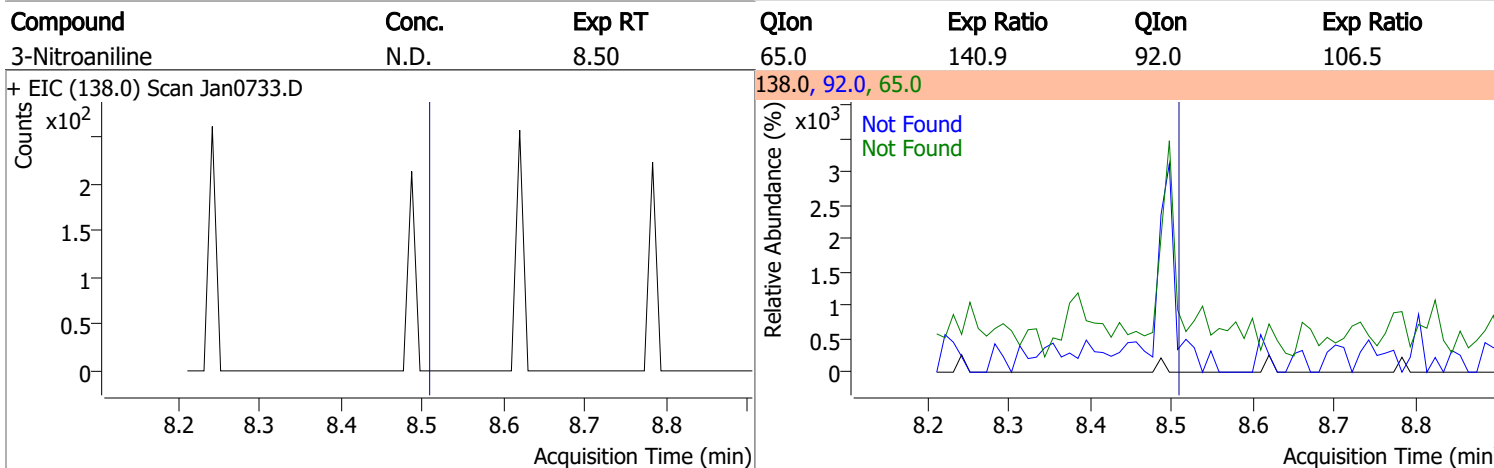 Compound Conc. Exp RT QIon Exp Ratio QIon Exp Ratio
3-Nitroaniline N.D. 8.50 65.0 140.9 92.0 106.5
+ EIC (138.0) Scan Jan0733.D
Counts
x10²
2
1.5
1
0.5
0
8.2 8.3 8.4 8.5 8.6 8.7 8.8
Acquisition Time (min)
138.0, 92.0, 65.0
Relative Abundance (%)
x10³
Not Found
Not Found
3
2.5
2
1.5
1
0.5
0
8.2 8.3 8.4 8.5 8.6 8.7 8.8
Acquisition Time (min